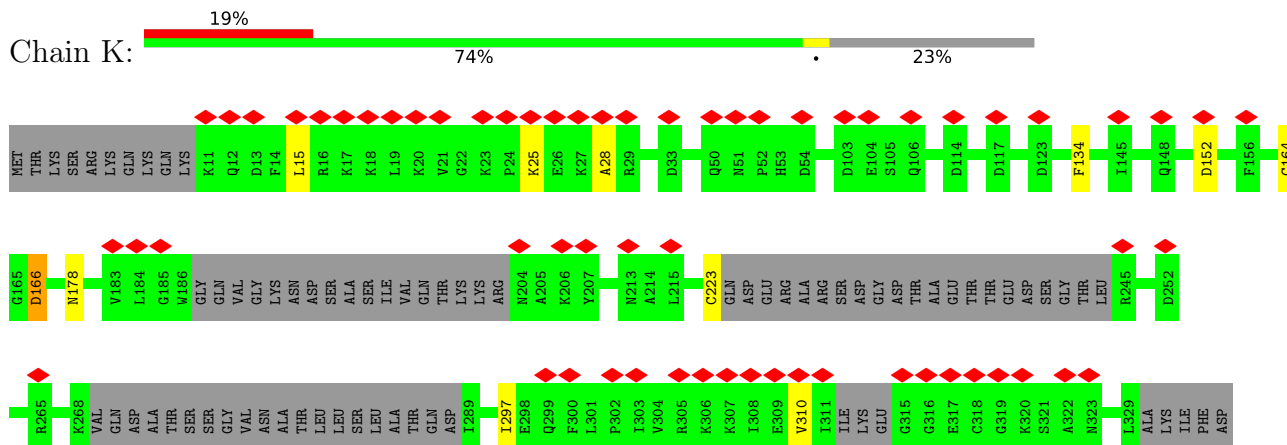 19%
Chain K:
74% • 23%
MET THR LYS SER ARG LYS GLN LYS GLN LYS K11 Q12 D13 F14 L15 R16 K17 K18 L19 K20 V21 G22 K23 P24 K25 E26 K27 A28 R29 D33 Q50 N51 P52 H53 D54 D103 E104 S105 Q106 D114 D117 D123 F134 I145 Q148 D152 F156 G164
G165 D166 N178 V183 L184 G185 W186 GLY GLN VAL GLY LYS ASN ASP SER ALA SER ILE VAL GLN THR LYS LYS ARG N204 A205 K206 Y207 N213 A214 L215 C223 GLN ASP GLU ARG ALA ARG SER ASP GLY ASP THR ALA GLU THR THR GLU ASP SER GLY THR LEU R245 D252
R265 K268 VAL GLN ASP ALA THR SER SER GLY VAL ASN ALA THR LEU LEU SER LEU ALA THR GLN ASP I289 I297 E298 Q299 F300 L301 P302 I303 V304 R305 K306 K307 I308 E309 V310 I311 ILE LYS GLU G315 G316 E317 C318 G319 K320 S321 A322 N323 L329 ALA LYS ILE PHE ASP